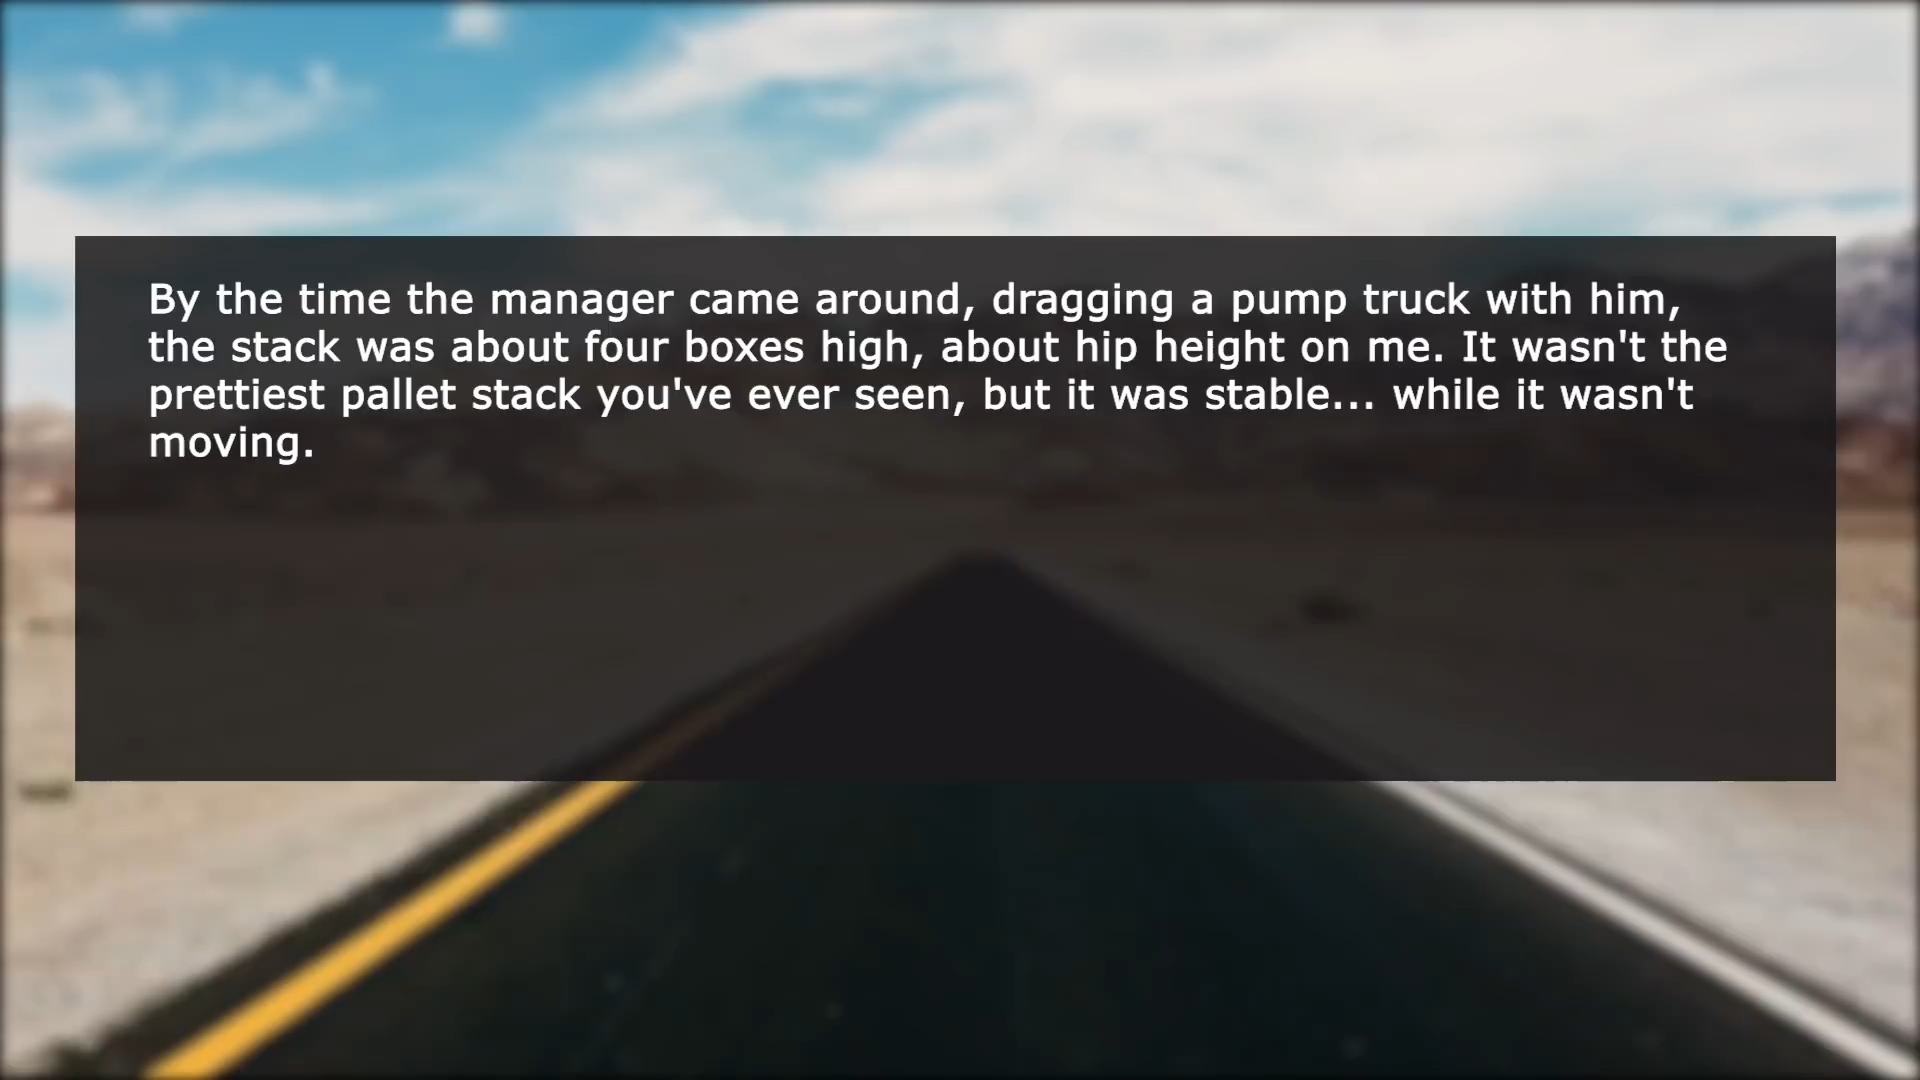 By the time the manager came around, dragging a pump truck with him,
the stack was about four boxes high, about hip height on me. It wasn't the
prettiest pallet stack you've ever seen, but it was stable... while it wasn't
moving.